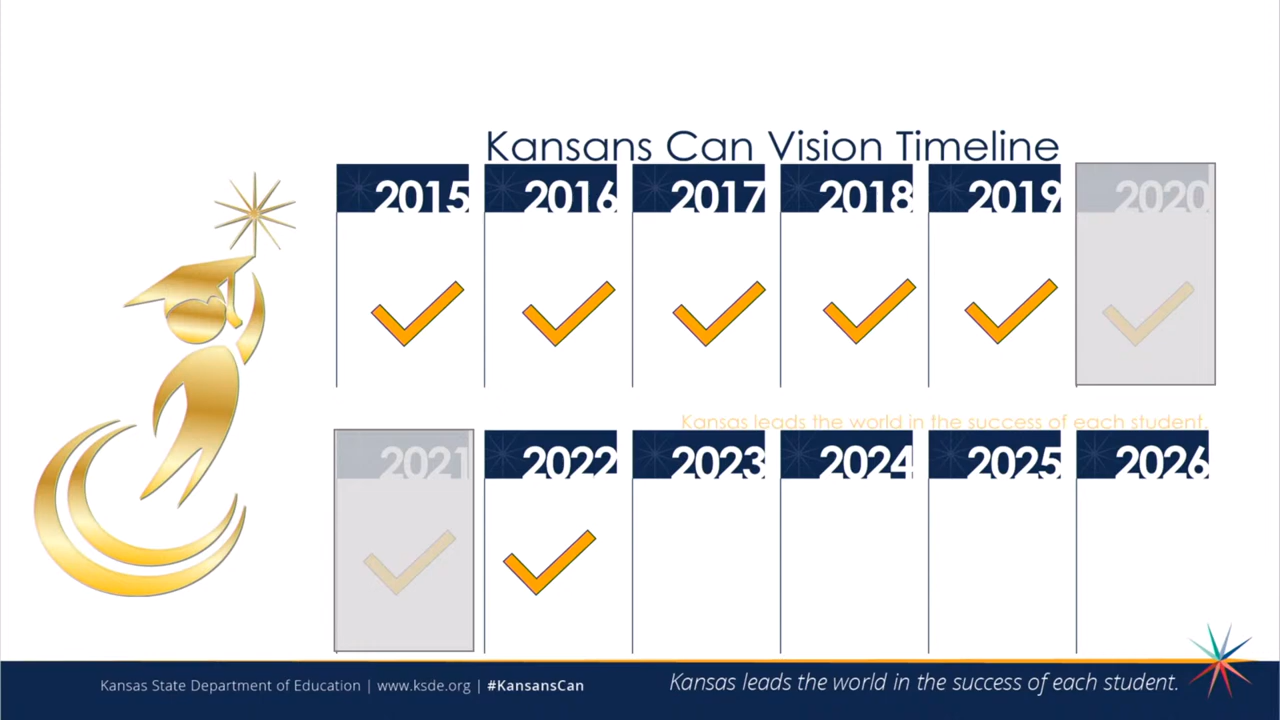 Kansans Can Vision Timeline
2015 2016 2017 2018 2019 2020
Kansas leads the world in the success of each student.
2021 2022 2023 2024 2025 2026
Kansas State Department of Education | www.ksde.org | #KansansCan
Kansas leads the world in the success of each student.